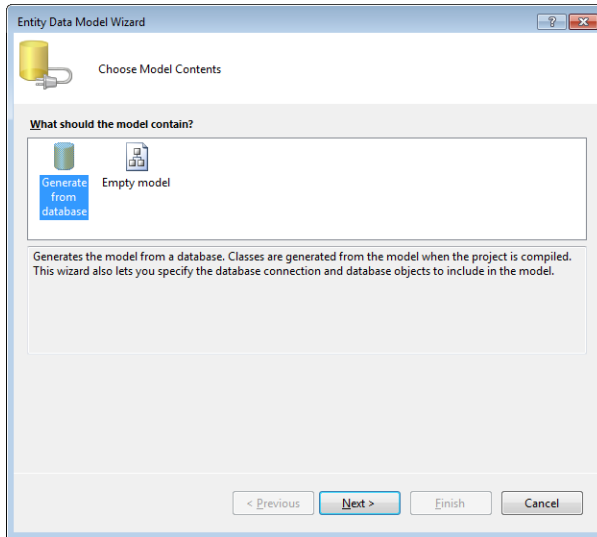 Entity Data Model Wizard
?
Choose Model Contents
What should the model contain?
Generate
from
database
Empty model
Generates the model from a database. Classes are generated from the model when the project is compiled.
This wizard also lets you specify the database connection and database objects to include in the model.
< Previous
Next >
Finish
Cancel